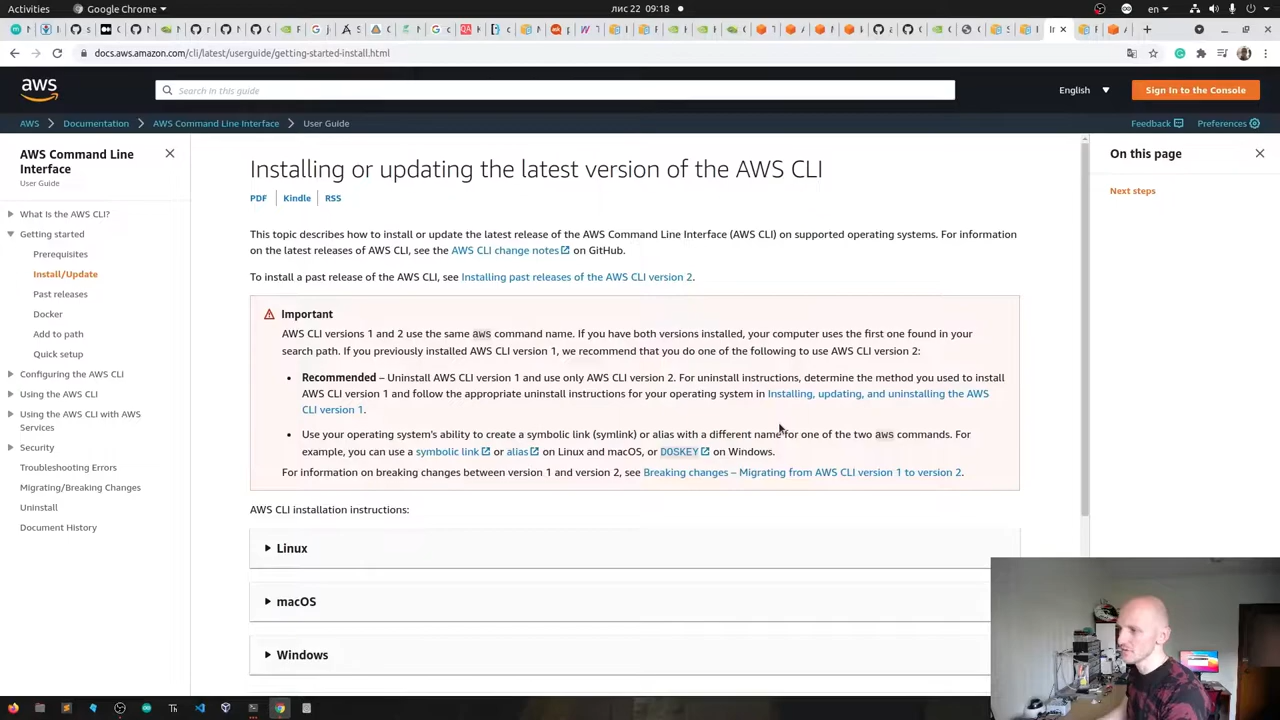 Activities
Google Chrome
лис 22 09:18
en
docs.aws.amazon.com/cli/latest/userguide/getting-started-install.html
aws
Search in this guide
English
Sign In to the Console
AWS
Documentation
AWS Command Line Interface
User Guide
Feedback
Preferences
AWS Command Line
Interface
User Guide
What Is the AWS CLI?
Getting started
Prerequisites
Install/Update
Past releases
Docker
Add to path
Quick setup
Configuring the AWS CLI
Using the AWS CLI
Using the AWS CLI with AWS
Services
Security
Troubleshooting Errors
Migrating/Breaking Changes
Uninstall
Document History
Installing or updating the latest version of the AWS CLI
PDF
Kindle
RSS
This topic describes how to install or update the latest release of the AWS Command Line Interface (AWS CLI) on supported operating systems. For information
on the latest releases of AWS CLI, see the AWS CLI change notes on GitHub.
To install a past release of the AWS CLI, see Installing past releases of the AWS CLI version 2.
Important
AWS CLI versions 1 and 2 use the same aws command name. If you have both versions installed, your computer uses the first one found in your
search path. If you previously installed AWS CLI version 1, we recommend that you do one of the following to use AWS CLI version 2:
• Recommended – Uninstall AWS CLI version 1 and use only AWS CLI version 2. For uninstall instructions, determine the method you used to install
AWS CLI version 1 and follow the appropriate uninstall instructions for your operating system in Installing, updating, and uninstalling the AWS
CLI version 1.
• Use your operating system's ability to create a symbolic link (symlink) or alias with a different name for one of the two aws commands. For
example, you can use a symbolic link or alias on Linux and macOS, or DOSKEY on Windows.
For information on breaking changes between version 1 and version 2, see Breaking changes – Migrating from AWS CLI version 1 to version 2.
AWS CLI installation instructions:
Linux
macOS
Windows
On this page
Next steps